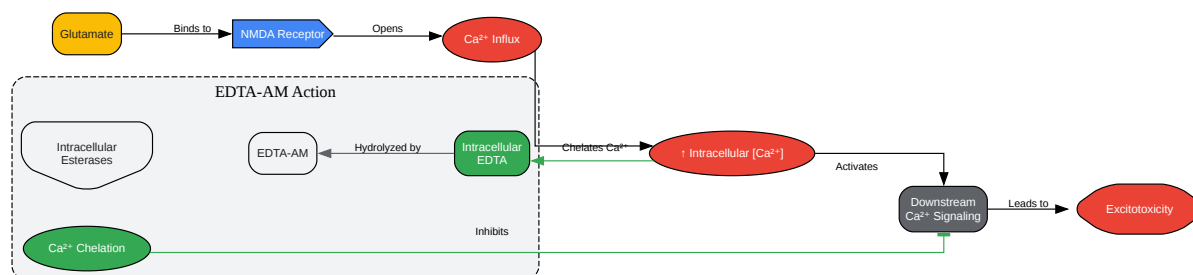 Glutamate
Binds to
NMDA Receptor
Opens
Ca²⁺ Influx
EDTA-AM Action
Intracellular
Esterases
EDTA-AM
Hydrolyzed by
Intracellular
EDTA
Chelates Ca²⁺
↑ Intracellular [Ca²⁺]
Activates
Downstream
Ca²⁺ Signaling
Leads to
Excitotoxicity
Ca²⁺ Chelation
Inhibits